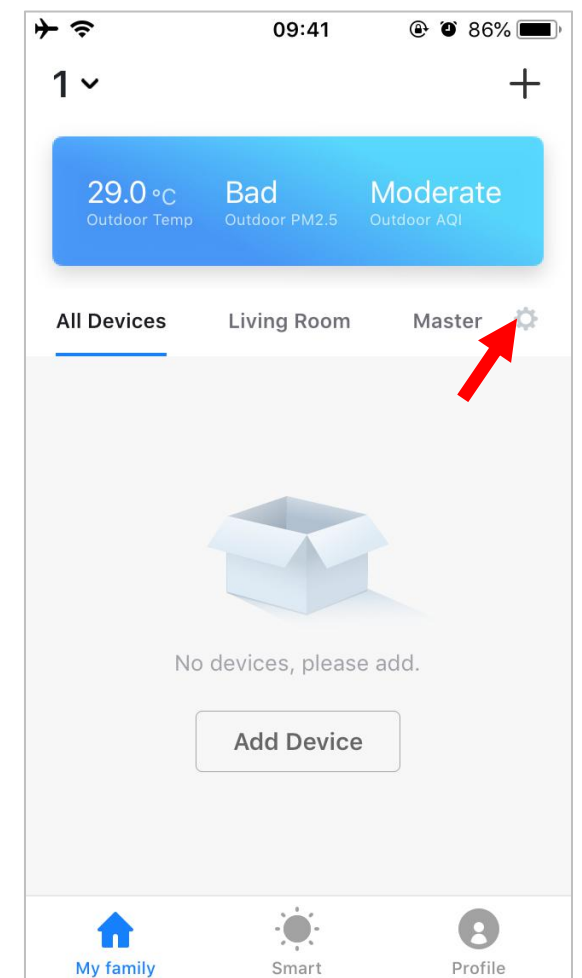 09:41 86%
1
29.0 °C Bad Moderate
Outdoor Temp Outdoor PM2.5 Outdoor AQI
All Devices Living Room Master
No devices, please add.
Add Device
My family Smart Profile